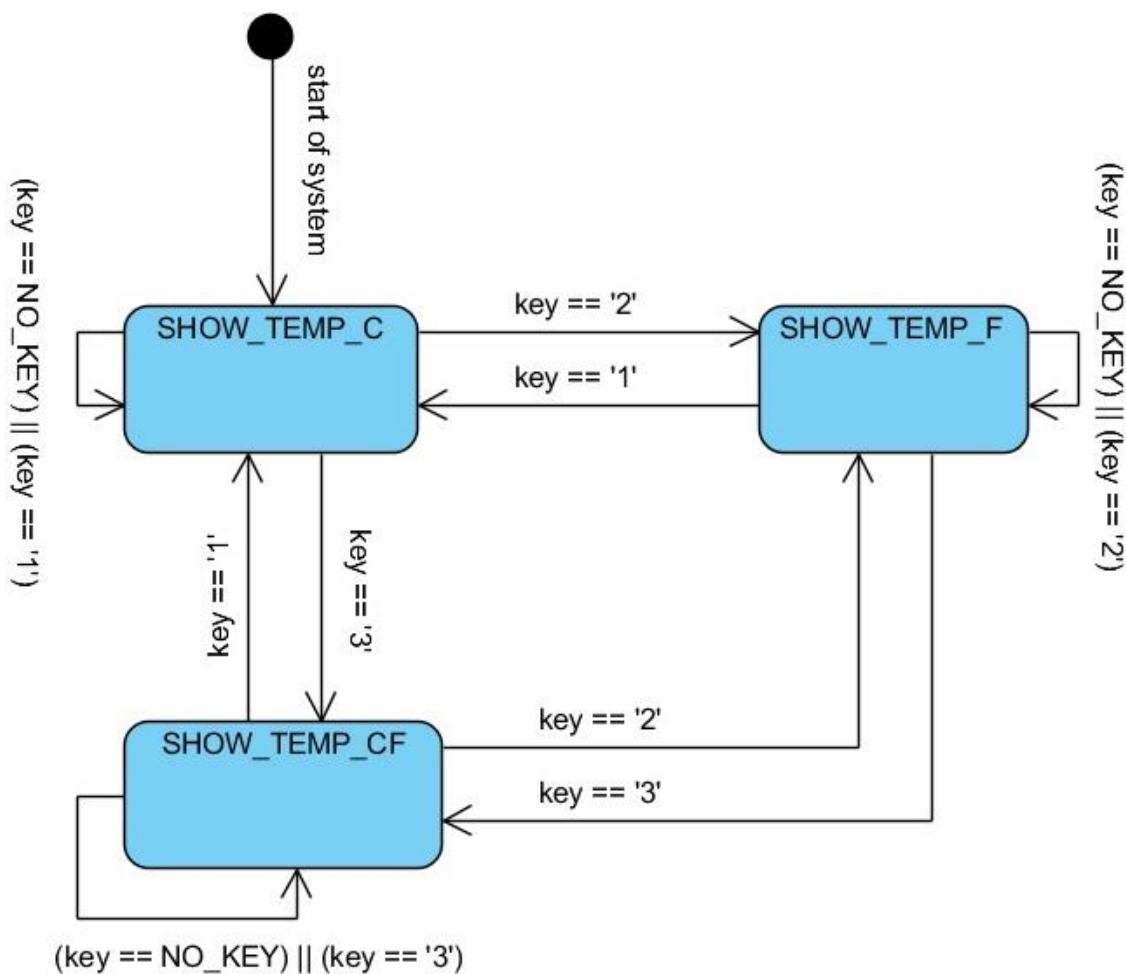 start of system
(key == NO_KEY) || (key == '1')
(key == NO_KEY) || (key == '2')
SHOW_TEMP_C
key == '2'
SHOW_TEMP_F
key == '1'
key == '1'
key == '3'
SHOW_TEMP_CF
key == '2'
key == '3'
(key == NO_KEY) || (key == '3')